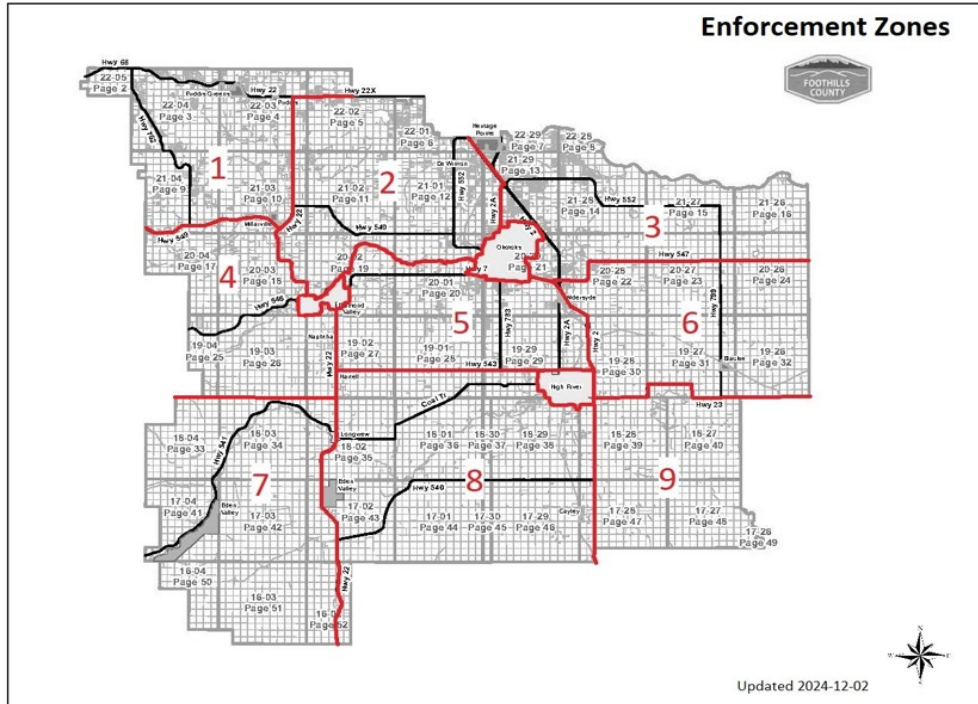 Enforcement Zones
FOOTHILLS
COUNTY
Hwy 66
22-05
Page 2
22-04
Page 3
22-03
Page 4
Hwy 22
Hwy 22X
22-02
Page 5
22-01
Page 6
Heritage
Pointe
22-29
Page 7
22-28
Page 8
Hwy 762
1
2
De Winton
21-29
Page 13
21-04
Page 9
21-03
Page 10
Hwy 22
21-02
Page 11
21-01
Page 12
Hwy 552
Hwy 2A
Hwy 2
21-28
Page 14
Hwy 552
21-27
Page 15
21-26
Page 16
3
Hwy 549
Millarville
Hwy 549
Okotoks
20-04
Page 17
4
20-03
Page 18
Page 19
Hwy 7
Page 21
Hwy 547
20-28
Page 22
20-27
Page 23
20-26
Page 24
20-01
Page 20
Hwy 546
Valley
5
Aldersyde
6
Hwy 799
Naphtha
19-04
Page 25
19-03
Page 26
Hwy 22
19-02
Page 27
19-01
Page 28
Hwy 783
19-29
Page 29
Hwy 2A
Hwy 2
19-28
Page 30
19-27
Page 31
19-26
Page 32
Hwy 543
Hartell
High River
Hwy 23
Coal Tr
Longview
18-04
Page 33
18-03
Page 34
18-02
Page 35
18-01
Page 36
18-30
Page 37
18-29
Page 38
18-28
Page 39
18-27
Page 40
Hwy 541
7
8
9
Hwy 540
Eden
Valley
Eden
Valley
17-04
Page 41
17-03
Page 42
17-02
Page 43
17-01
Page 44
17-30
Page 45
17-29
Page 46
Cayley
17-28
Page 47
17-27
Page 48
17-26
Page 49
16-04
Page 50
16-03
Page 51
Hwy 22
Page 52
N
W
E
S
Updated 2024-12-02